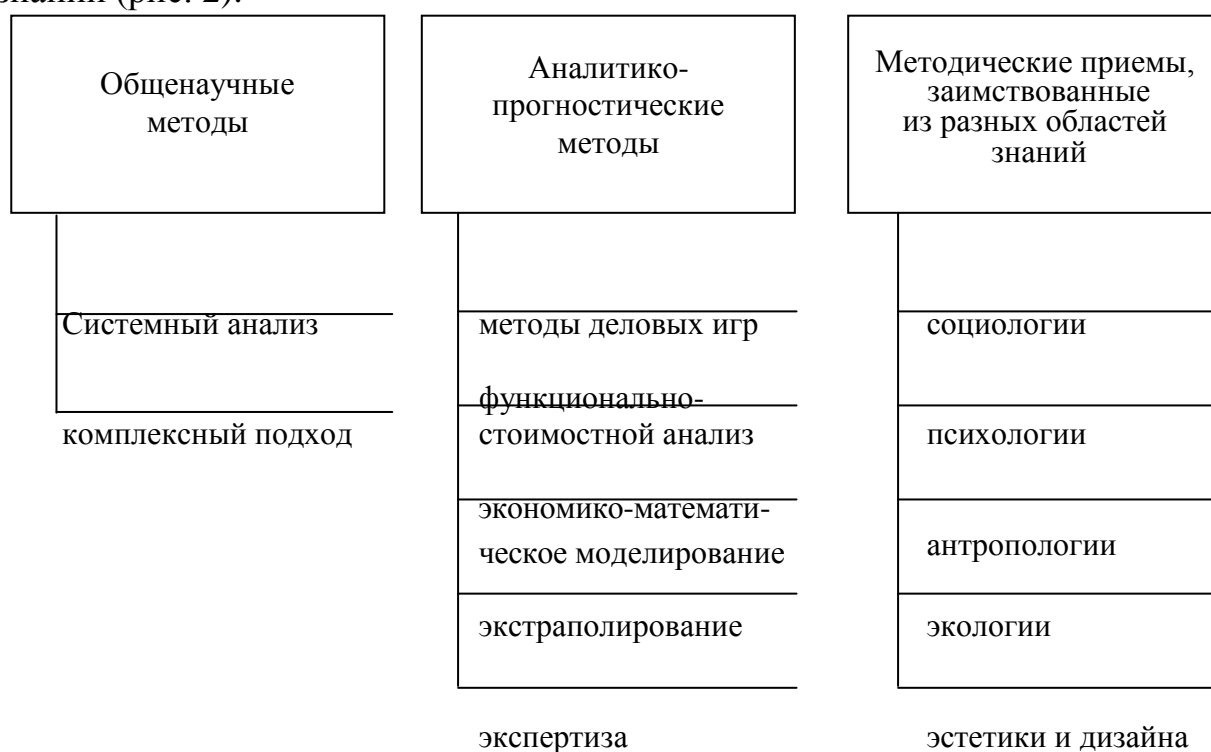 знаний (рис. 2).
Общенаучные
методы
Системный анализ
комплексный подход
Аналитико-
прогностические
методы
методы деловых игр
функционально-
стоимостной анализ
экономико-математи-
ческое моделирование
экстраполирование
экспертиза
Методические приемы,
заимствованные
из разных областей
знаний
социологии
психологии
антропологии
экологии
эстетики и дизайна